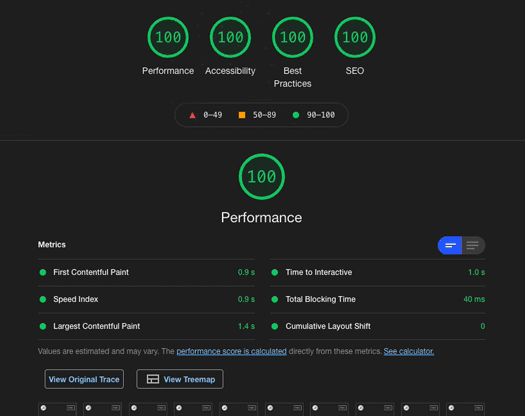 100 100 100 100
Performance Accessibility Best Practices SEO
0–49 50–89 90–100
100
Performance
Metrics
First Contentful Paint 0.9 s
Time to Interactive 1.0 s
Speed Index 0.9 s
Total Blocking Time 40 ms
Largest Contentful Paint 1.4 s
Cumulative Layout Shift 0
Values are estimated and may vary. The performance score is calculated directly from these metrics. See calculator.
View Original Trace View Treemap